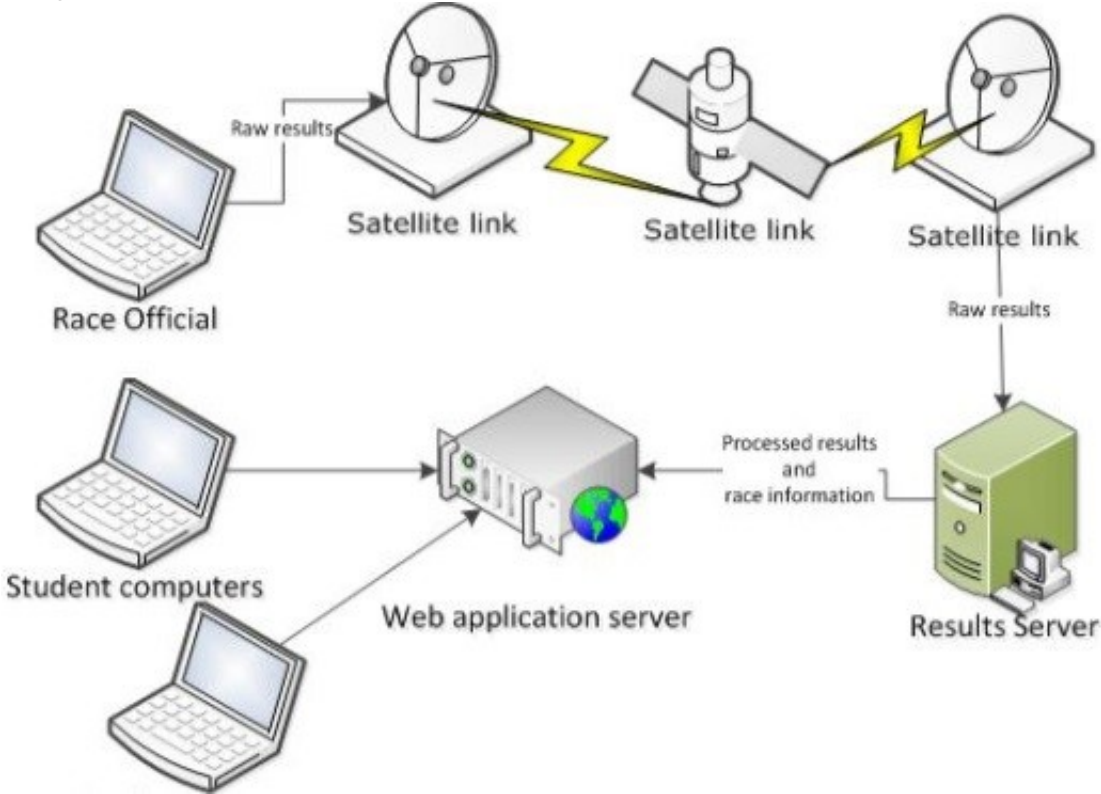 Raw results
Satellite link
Satellite link
Satellite link
Race Official
Raw results
Processed results
and
race information
Student computers
Web application server
Results Server